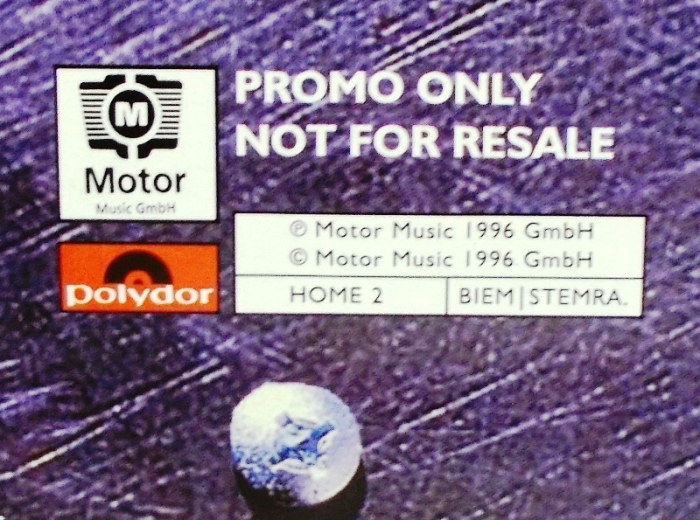 M
Motor
Music GmbH
PROMO ONLY
NOT FOR RESALE
℗ Motor Music 1996 GmbH
© Motor Music 1996 GmbH
polydor
HOME 2
BIEM|STEMRA.